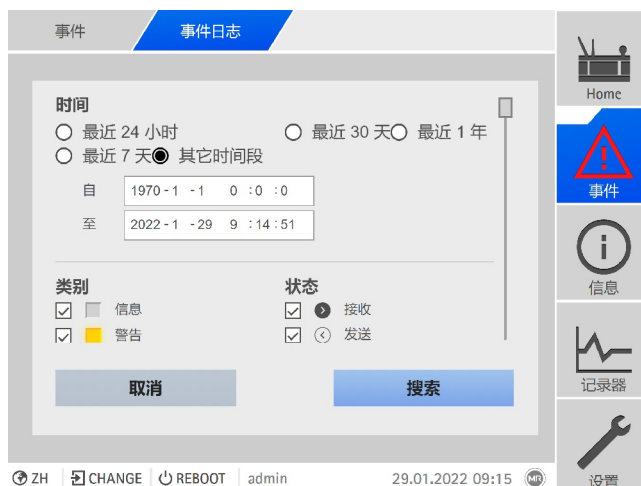 事件 事件日志
Home
时间
最近 24 小时 最近 30 天 最近 1 年
最近 7 天 其它时间段
自 1970 - 1 - 1 0 : 0 : 0
事件
至 2022 - 1 - 29 9 : 14 : 51
信息
类别 状态
信息 接收
警告 发送
取消 搜索
记录器
ZH CHANGE REBOOT admin 29.01.2022 09:15 MR
设置